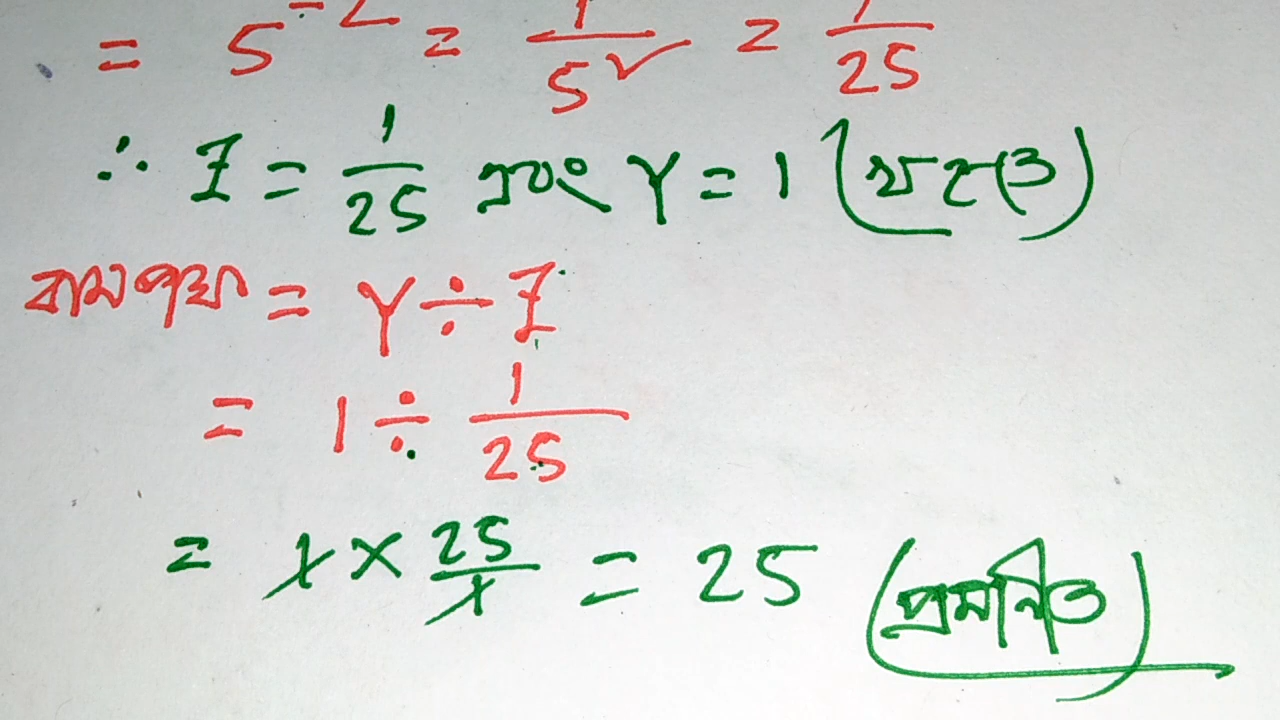 = 5⁻² = 1/5² = 1/25
∴ Z = 1/25 এবং Y = 1 (খ হতে)
বামপক্ষ = Y ÷ Z
= 1 ÷ 1/25
= 1 × 25/1 = 25 (প্রমানিত)